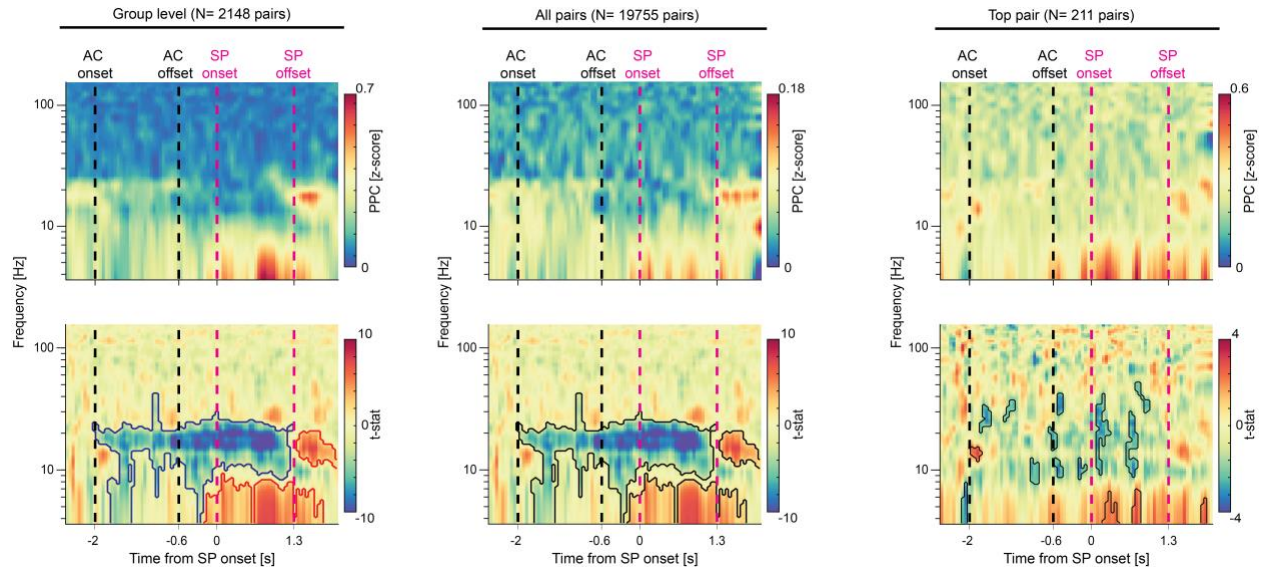 Group level (N= 2148 pairs)
All pairs (N= 19755 pairs)
Top pair (N= 211 pairs)
AC onset
AC offset
SP onset
SP offset
AC onset
AC offset
SP onset
SP offset
AC onset
AC offset
SP onset
SP offset
100
10
0.7
0
PPC [z-score]
100
10
0.18
0
PPC [z-score]
100
10
0.6
0
PPC [z-score]
Frequency [Hz]
Frequency [Hz]
Frequency [Hz]
100
10
10
0
-10
t-stat
100
10
10
0
-10
t-stat
100
10
4
0
-4
t-stat
-2
-0.6
0
1.3
-2
-0.6
0
1.3
-2
-0.6
0
1.3
Time from SP onset [s]
Time from SP onset [s]
Time from SP onset [s]